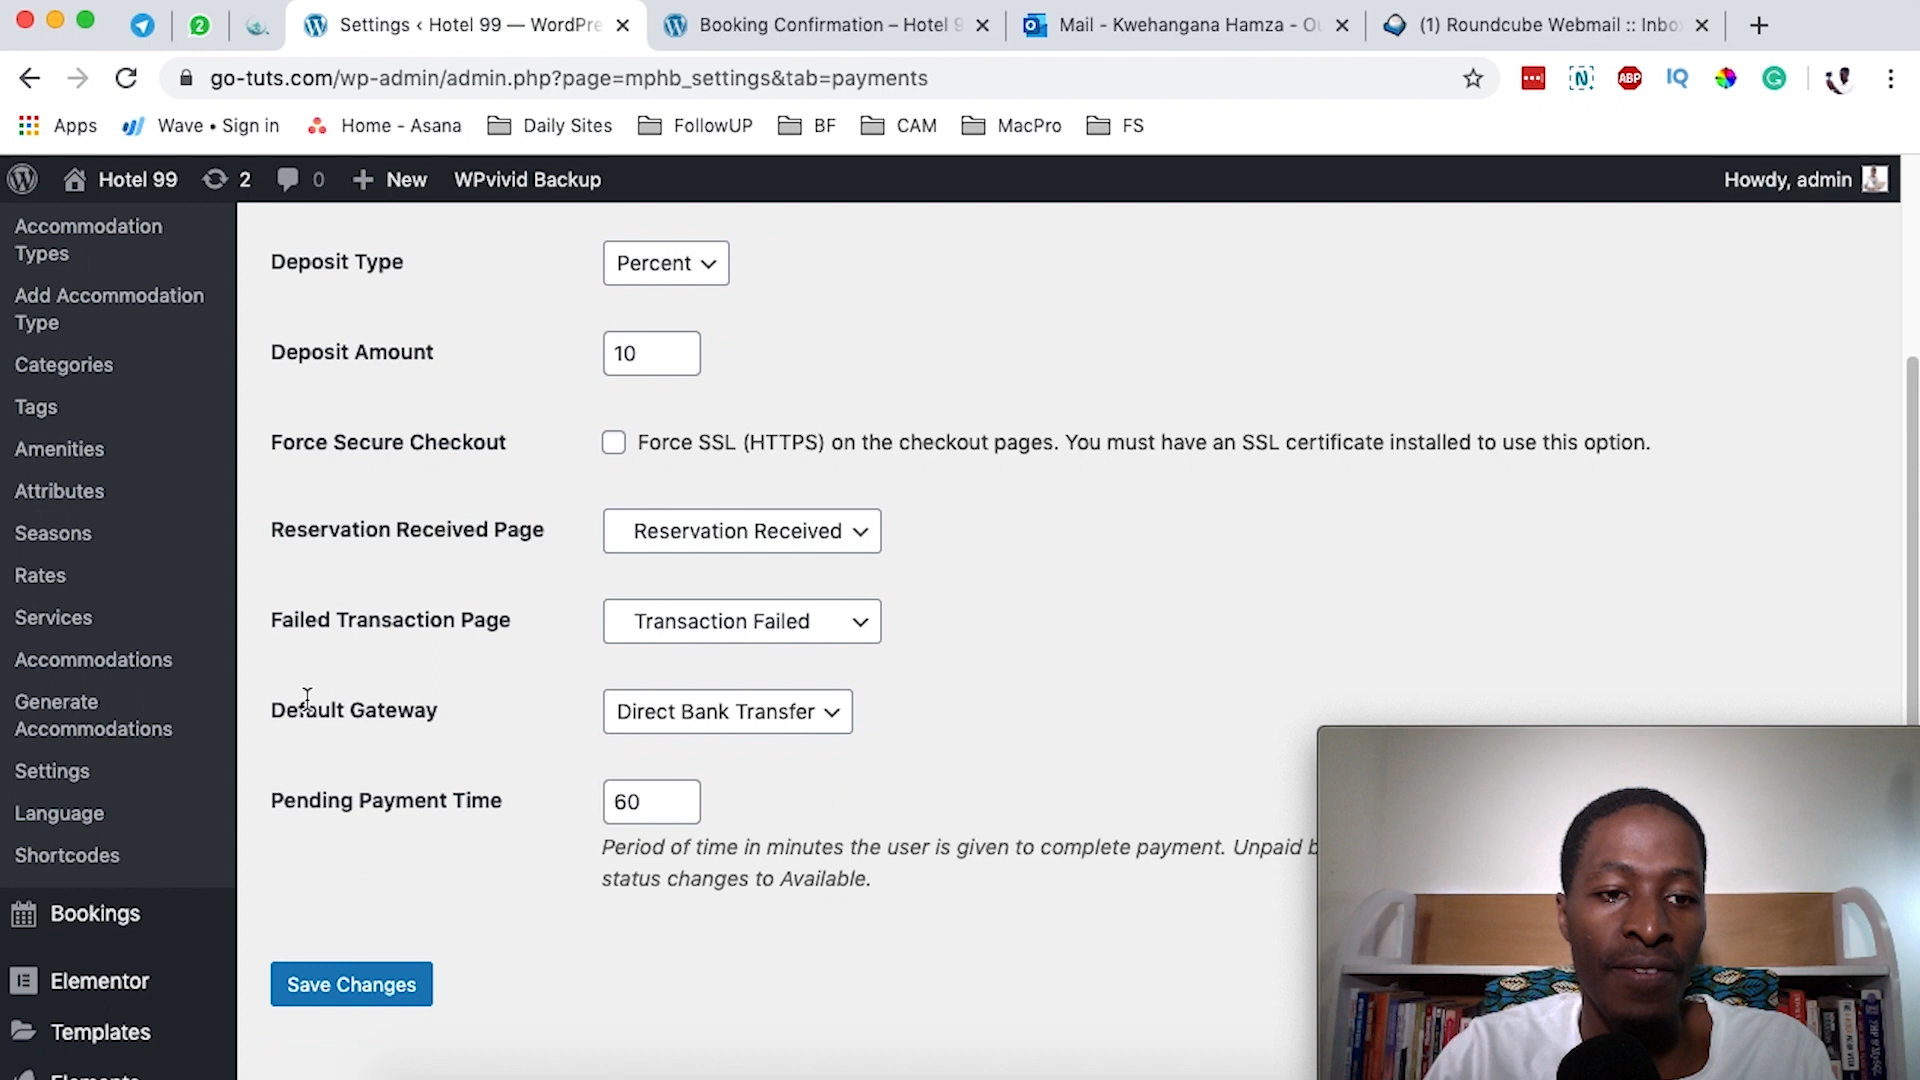 Settings ‹ Hotel 99 — WordPre
Booking Confirmation – Hotel 9
Mail - Kwehangana Hamza - Ou
(1) Roundcube Webmail :: Inbo
go-tuts.com/wp-admin/admin.php?page=mphb_settings&tab=payments
ABP
IQ
Apps
Wave • Sign in
Home - Asana
Daily Sites
FollowUP
BF
CAM
MacPro
FS
Hotel 99
2
0
New
WPvivid Backup
Howdy, admin
Accommodation
Types
Add Accommodation
Type
Categories
Tags
Amenities
Attributes
Seasons
Rates
Services
Accommodations
Generate
Accommodations
Settings
Language
Shortcodes
Bookings
Elementor
Templates
Deposit Type
Percent
Deposit Amount
10
Force Secure Checkout
Force SSL (HTTPS) on the checkout pages. You must have an SSL certificate installed to use this option.
Reservation Received Page
Reservation Received
Failed Transaction Page
Transaction Failed
Default Gateway
Direct Bank Transfer
Pending Payment Time
60
Period of time in minutes the user is given to complete payment. Unpaid b
status changes to Available.
Save Changes